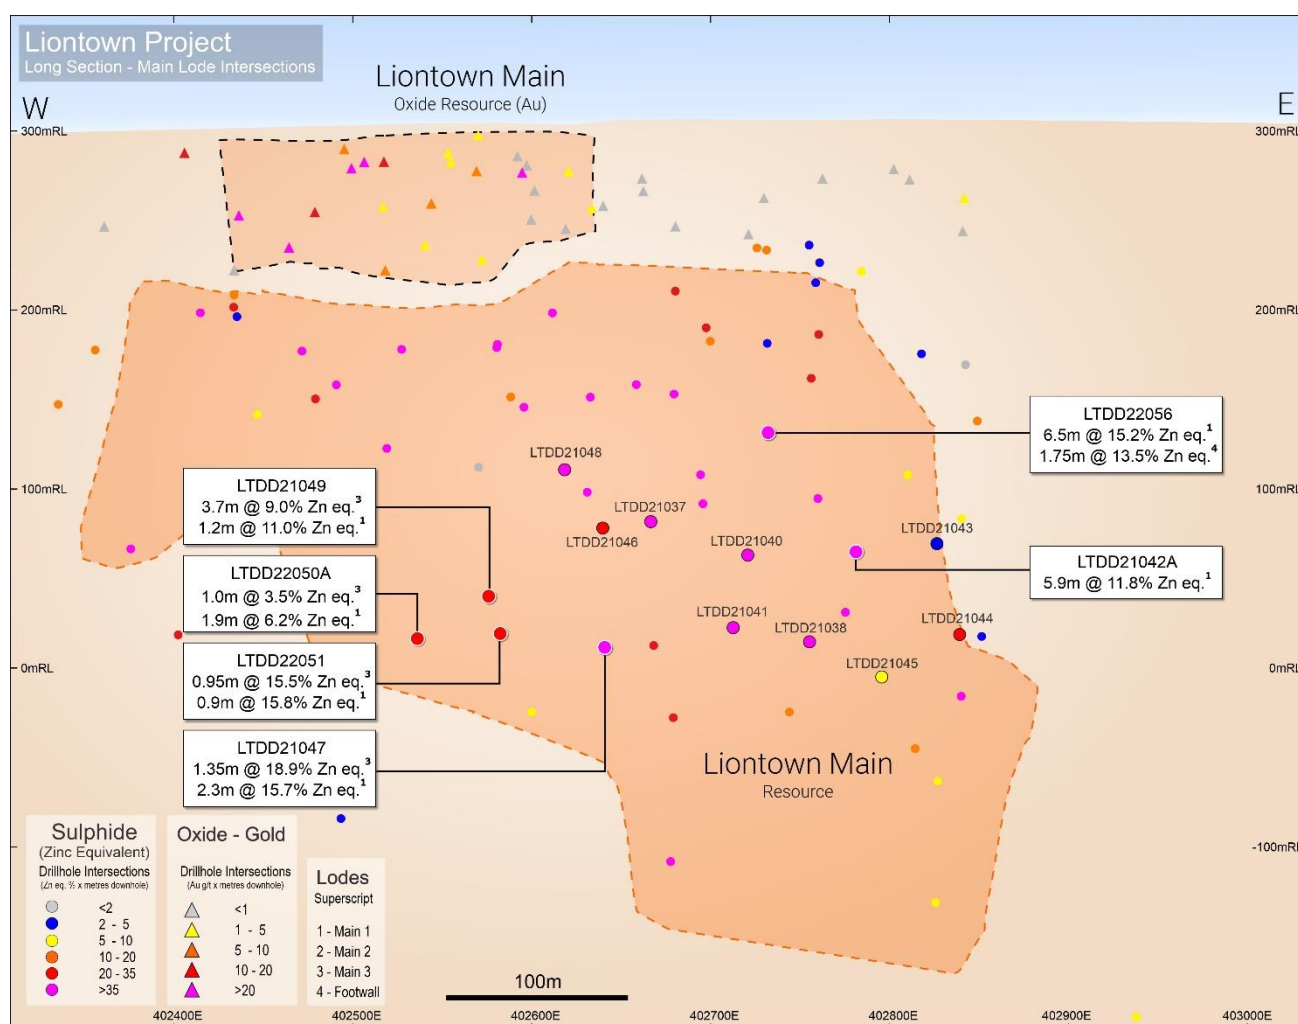 Liontown Project
Long Section - Main Lode Intersections
Liontown Main
Oxide Resource (Au)
W
E
300mRL
300mRL
200mRL
200mRL
100mRL
100mRL
0mRL
0mRL
-100mRL
LTDD22056
6.5m @ 15.2% Zn eq.¹
1.75m @ 13.5% Zn eq.⁴
LTDD21048
LTDD21049
3.7m @ 9.0% Zn eq.³
1.2m @ 11.0% Zn eq.¹
LTDD21037
LTDD21046
LTDD21040
LTDD21043
LTDD21042A
5.9m @ 11.8% Zn eq.¹
LTDD22050A
1.0m @ 3.5% Zn eq.³
1.9m @ 6.2% Zn eq.¹
LTDD21041
LTDD21038
LTDD21044
LTDD21045
LTDD22051
0.95m @ 15.5% Zn eq.³
0.9m @ 15.8% Zn eq.¹
LTDD21047
1.35m @ 18.9% Zn eq.³
2.3m @ 15.7% Zn eq.¹
Liontown Main
Resource
Sulphide
(Zinc Equivalent)
Drillhole Intersections
(Zn eq. % x metres downhole)
<2
2 - 5
5 - 10
10 - 20
20 - 35
>35
Oxide - Gold
Drillhole Intersections
(Au g/t x metres downhole)
<1
1 - 5
5 - 10
10 - 20
>20
Lodes
Superscript
1 - Main 1
2 - Main 2
3 - Main 3
4 - Footwall
100m
402400E
402500E
402600E
402700E
402800E
402900E
403000E